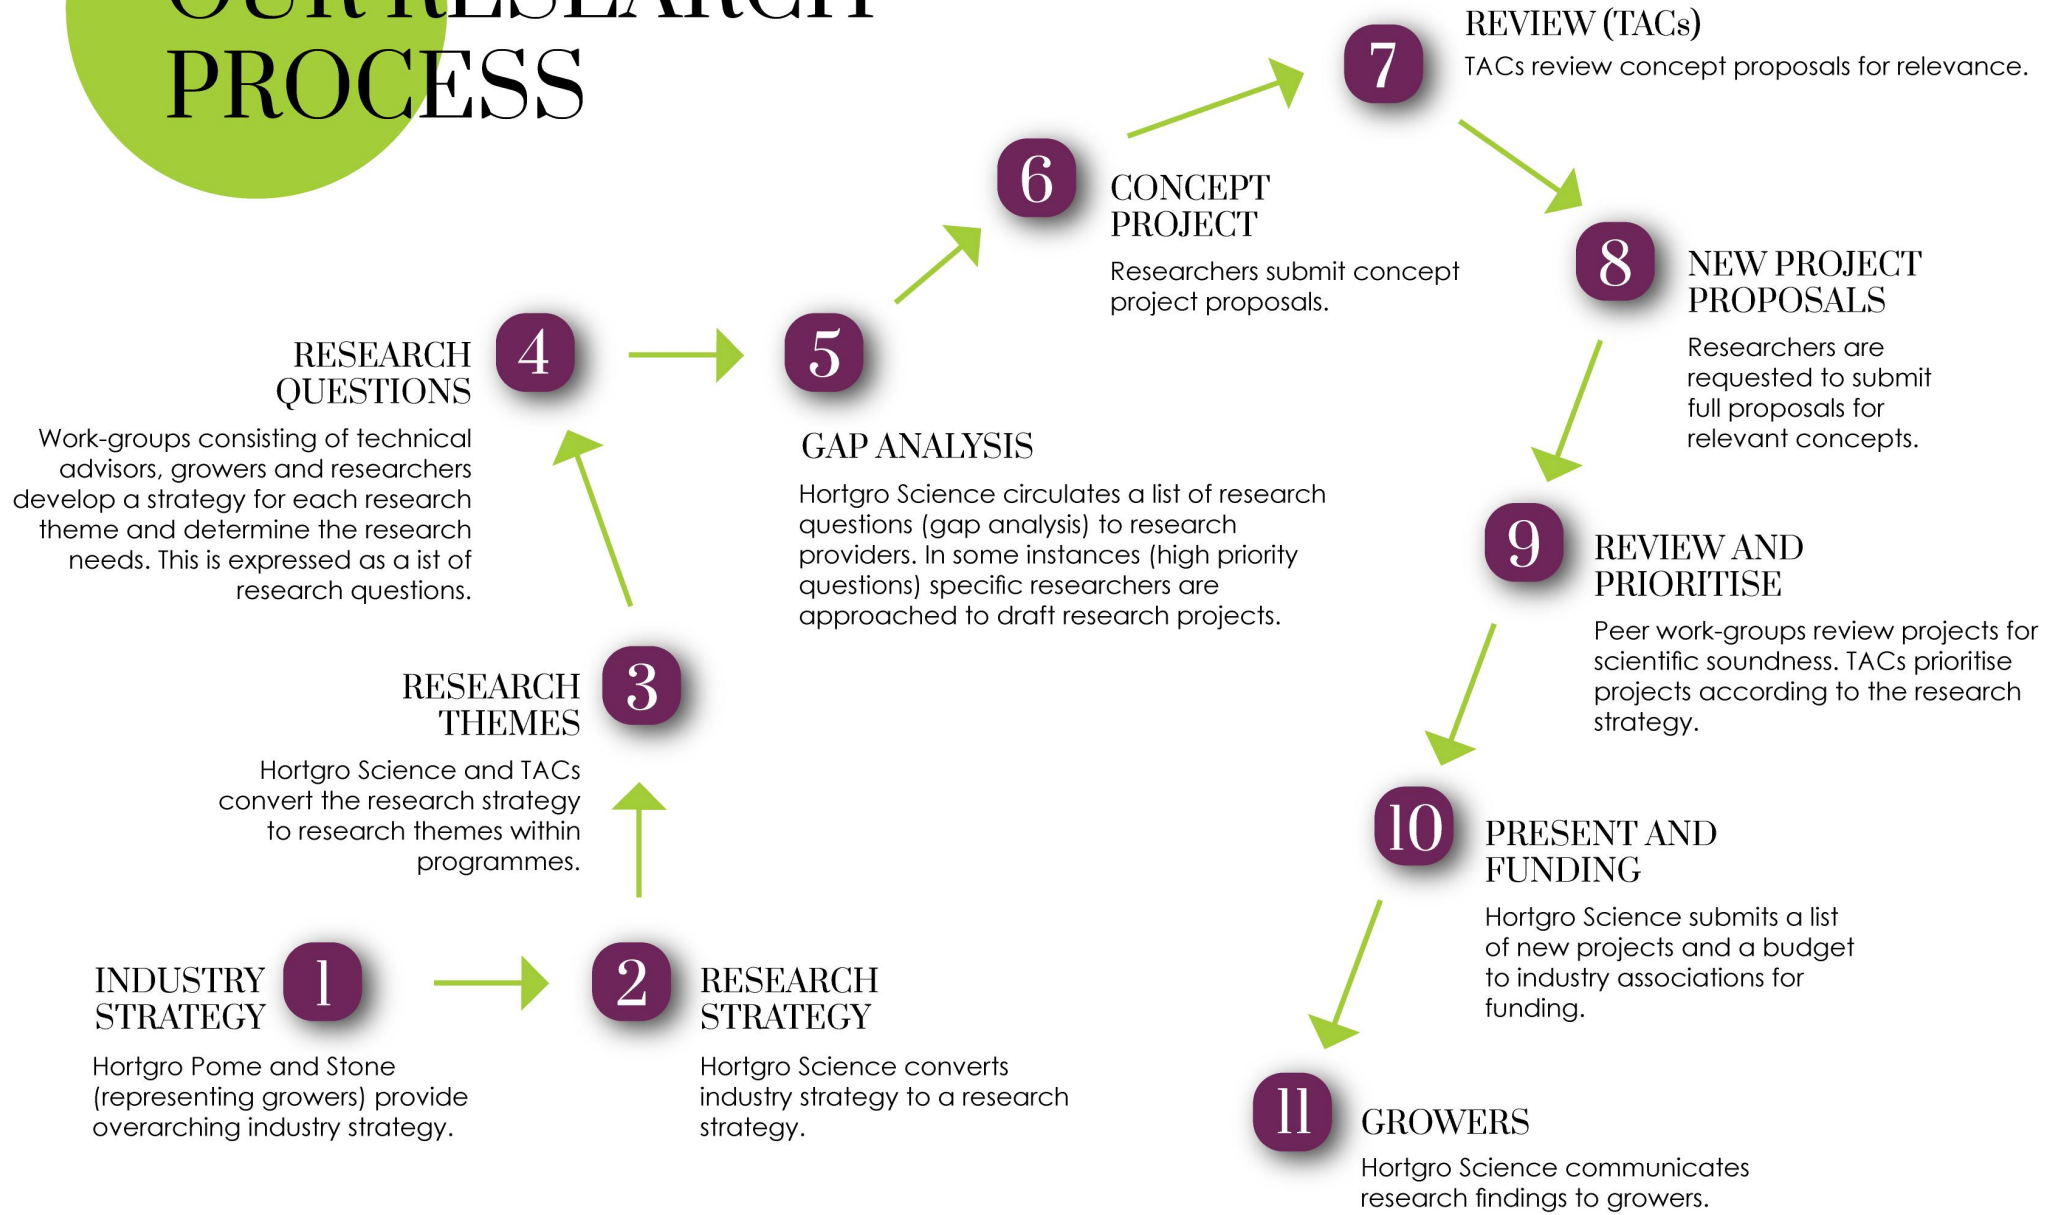 OUR RESEARCH
PROCESS
1
INDUSTRY
STRATEGY
Hortgro Pome and Stone
(representing growers) provide
overarching industry strategy.
2
RESEARCH
STRATEGY
Hortgro Science converts
industry strategy to a research
strategy.
3
RESEARCH
THEMES
Hortgro Science and TACs
convert the research strategy
to research themes within
programmes.
4
RESEARCH
QUESTIONS
Work-groups consisting of technical
advisors, growers and researchers
develop a strategy for each research
theme and determine the research
needs. This is expressed as a ist of
research questions.
5
GAP ANALYSIS
Hortgro Science circulates a list of research
questions (gap analysis) to research
providers. In some instances (high priority
questions) specific researchers are
approached to draft research projects.
6
CONCEPT
PROJECT
Researchers submit concept
project proposals.
7
REVIEW (TACs)
TACs review concept proposals for relevance.
8
NEW PROJECT
PROPOSALS
Researchers are
requested to submit
full proposals for
relevant concepts.
9
REVIEW AND
PRIORITISE
Peer work-groups review projects for
scientific soundness. TACs prioritise
projects according to the research
strategy.
10
PRESENT AND
FUNDING
Hortgro Science submits a list
of new projects and a budget
to industry associations for
funding.
11
GROWERS
Hortgro Science communicates
research findings to growers.